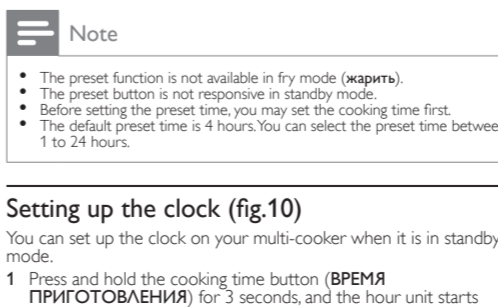 Note
• The preset function is not available in fry mode (жарить).
• The preset button is not responsive in standby mode.
• Before setting the preset time, you may set the cooking time first.
• The default preset time is 4 hours. You can select the preset time betwee
1 to 24 hours.
Setting up the clock (fig.10)
You can set up the clock on your multi-cooker when it is in standby
mode.
1 Press and hold the cooking time button (ВРЕМЯ
ПРИГОТОВЛЕНИЯ) for 3 seconds, and the hour unit starts